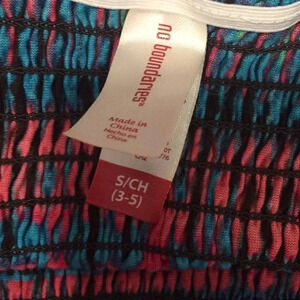 no boundaries
Made in
China
Hecho en
China
S/CH
(3-5)